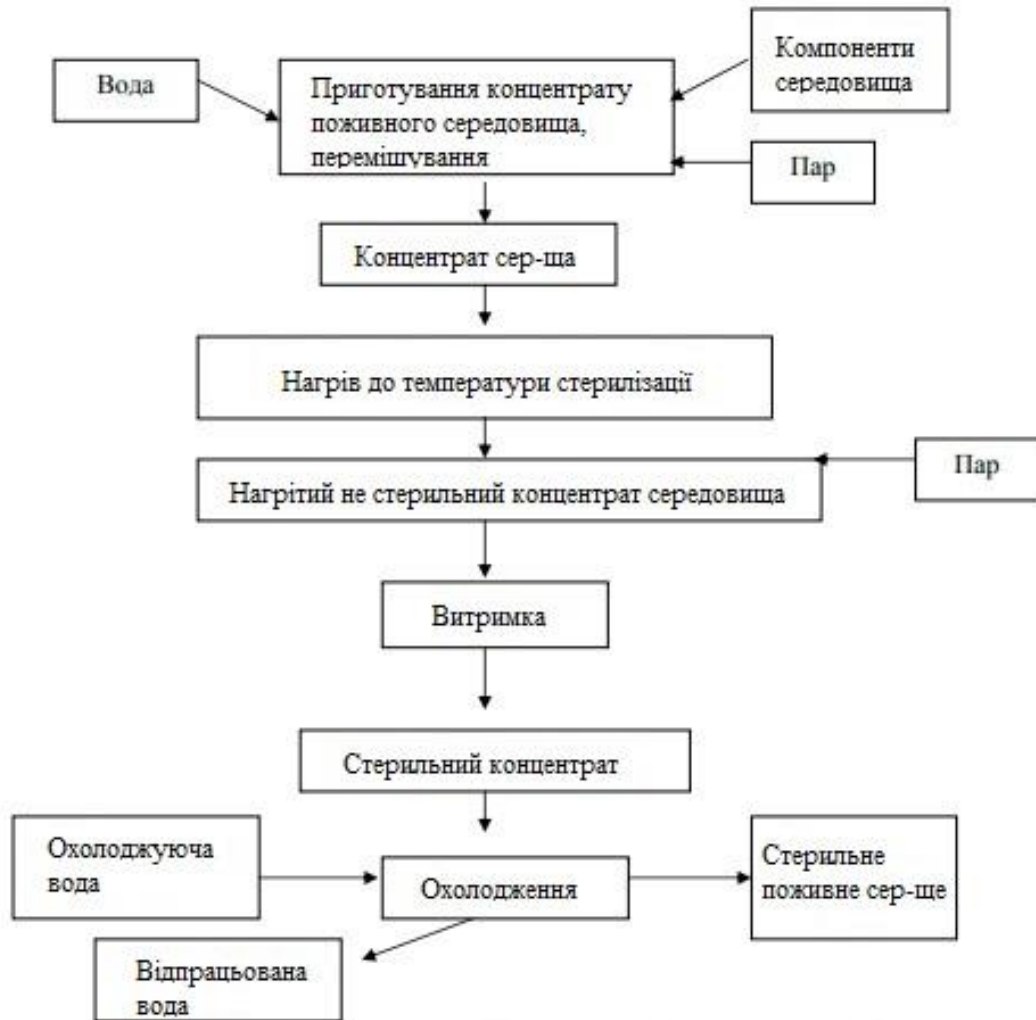 Вода
Приготування концентрату
поживного середовища,
перемішування
Компоненти
середовища
Пар
Концентрат сер-ща
Нагрів до температури стерилізації
Пар
Нагрітий не стерильний концентрат середовища
Витримка
Стерильний концентрат
Охолоджуюча
вода
Охолодження
Стерильне
поживне сер-ще
Відпрацьована
вода